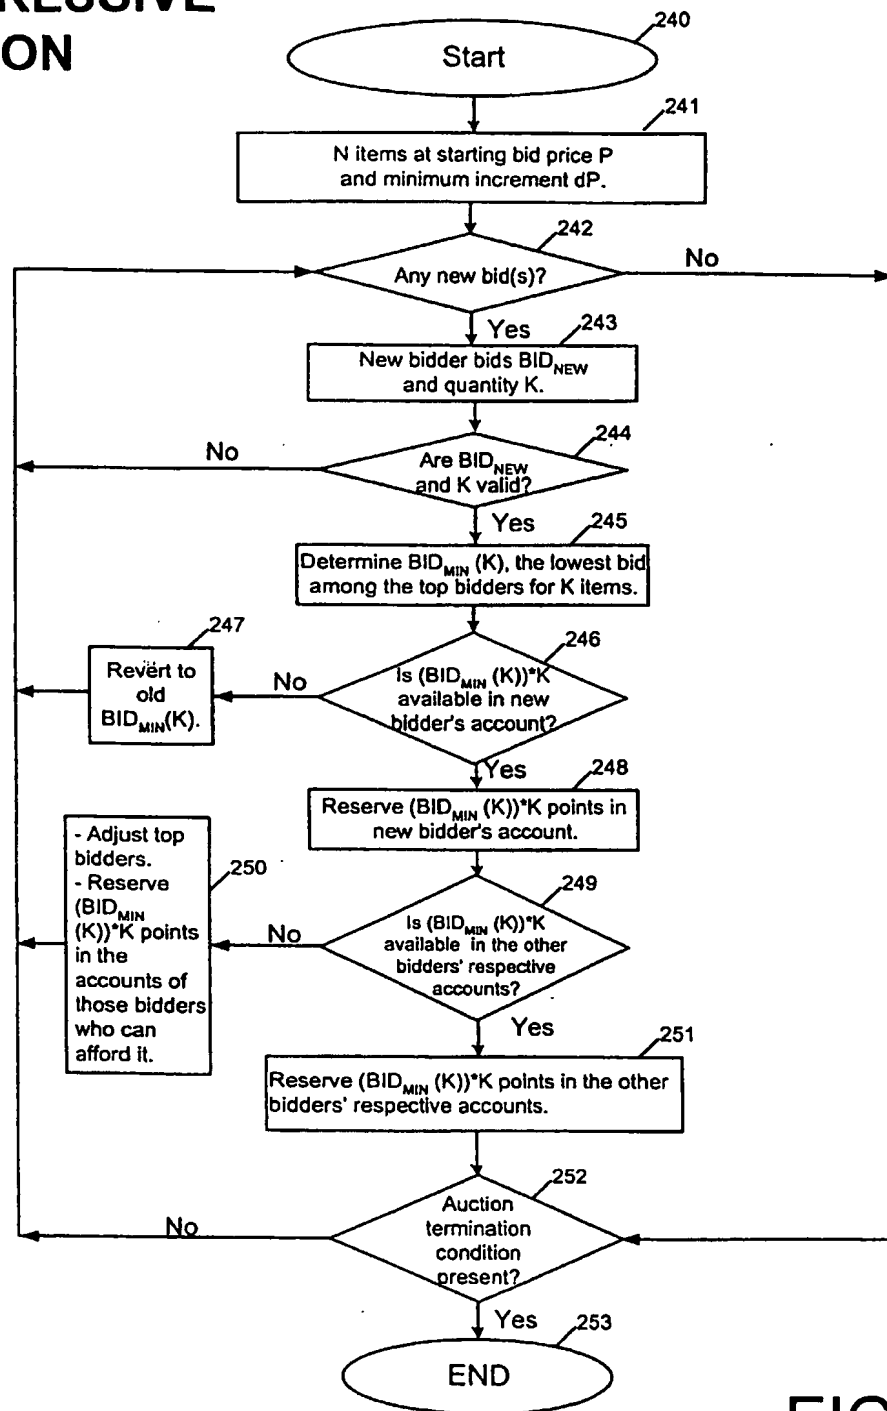 RESSIVE
ON
240
Start
241
N items at starting bid price P
and minimum increment dP.
242
Any new bid(s)?
No
Yes
243
New bidder bids BID_NEW
and quantity K.
244
No
Are BID_NEW
and K valid?
Yes
245
Determine BID_MIN (K), the lowest bid
among the top bidders for K items.
247
246
Revert to
old
BID_MIN(K).
No
Is (BID_MIN (K))*K
available in new
bidder's account?
Yes
248
Reserve (BID_MIN (K))*K points in
new bidder's account.
- Adjust top
bidders.
- Reserve
(BID_MIN
(K))*K points
in the
accounts of
those bidders
who can
afford it.
250
249
No
Is (BID_MIN (K))*K
available in the other
bidders' respective
accounts?
Yes
251
Reserve (BID_MIN (K))*K points in the other
bidders' respective accounts.
252
No
Auction
termination
condition
present?
Yes
253
END
FIG